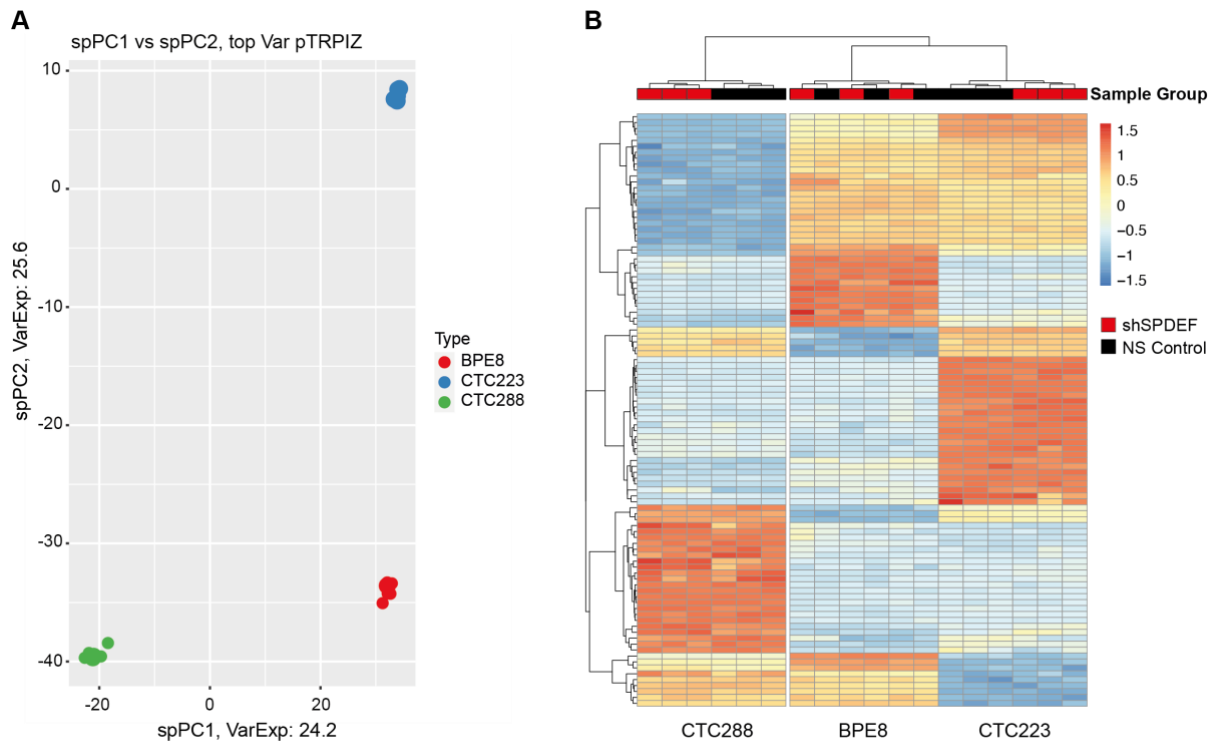 A
spPC1 vs spPC2, top Var pTRPIZ
10
0
-10
-20
-30
-40
spPC2, VarExp: 25.6
-20
0
20
spPC1, VarExp: 24.2
Type
BPE8
CTC223
CTC288
B
Sample Group
1.5
1
0.5
0
−0.5
−1
−1.5
shSPDEF
NS Control
CTC288
BPE8
CTC223